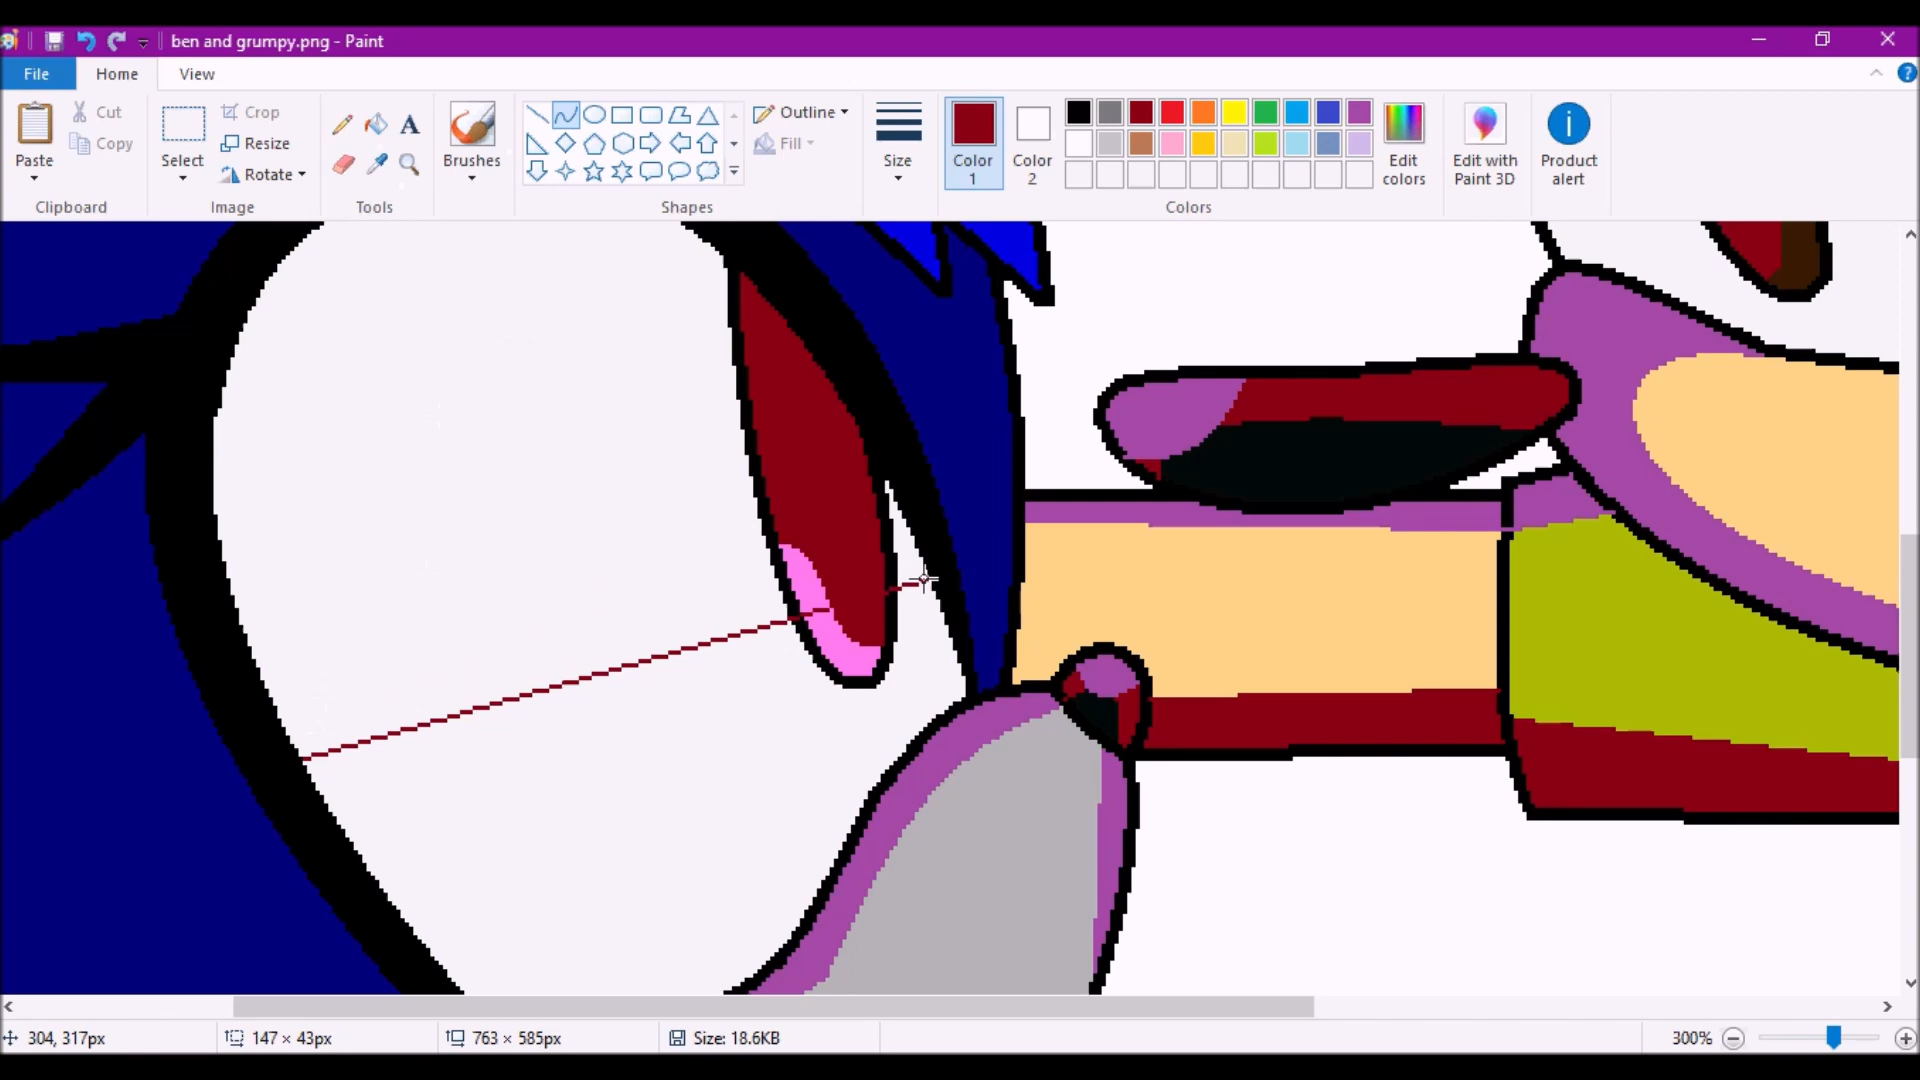 ben and grumpy.png - Paint
File Home View
Paste
Cut
Copy
Clipboard
Select
Crop
Resize
Rotate
Image
Tools
Brushes
Outline
Fill
Shapes
Size
Color 1
Color 2
Colors
Edit colors
Edit with Paint 3D
Product alert
304, 317px
147 × 43px
763 × 585px
Size: 18.6KB
300%